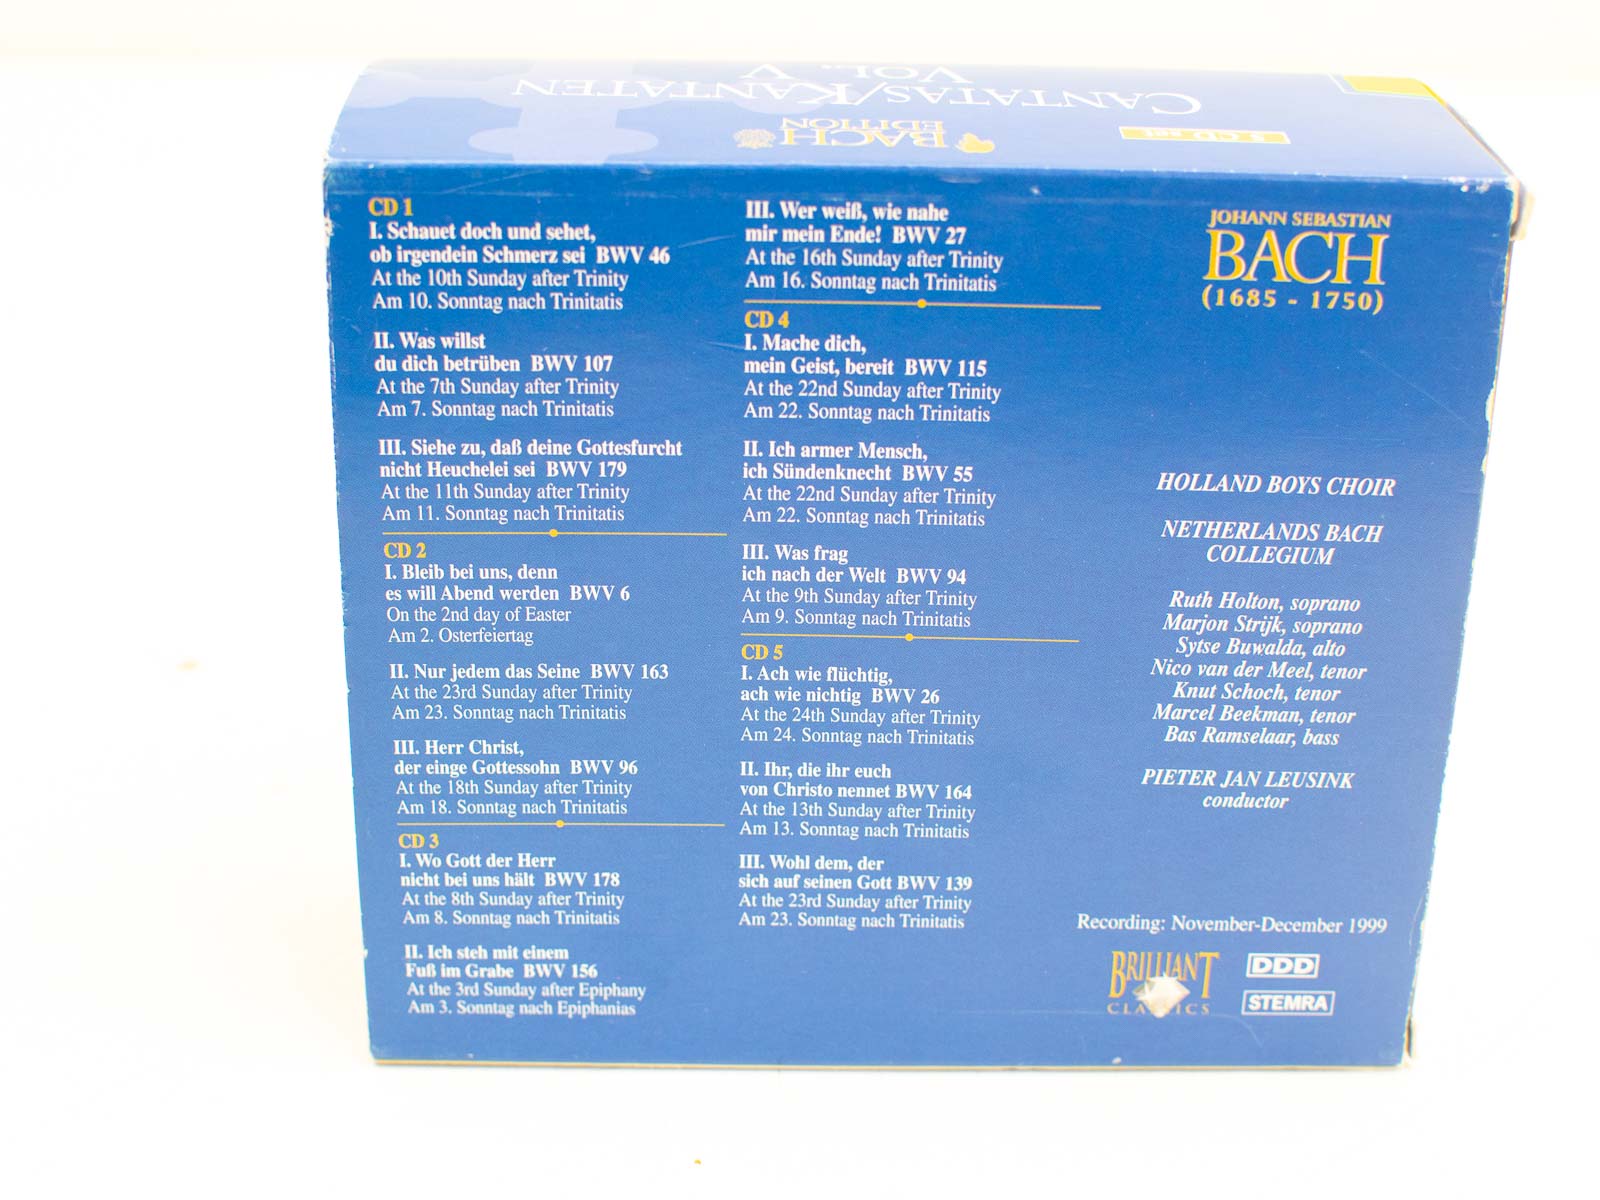 CANTATAS/KANTATEN
VOL. V
BACH
EDITION
5 CD set
CD 1
I. Schauet doch und sehet,
ob irgendein Schmerz sei BWV 46
At the 10th Sunday after Trinity
Am 10. Sonntag nach Trinitatis
II. Was willst
du dich betrüben BWV 107
At the 7th Sunday after Trinity
Am 7. Sonntag nach Trinitatis
III. Siehe zu, daß deine Gottesfurcht
nicht Heuchelei sei BWV 179
At the 11th Sunday after Trinity
Am 11. Sonntag nach Trinitatis
CD 2
I. Bleib bei uns, denn
es will Abend werden BWV 6
On the 2nd day of Easter
Am 2. Osterfeiertag
II. Nur jedem das Seine BWV 163
At the 23rd Sunday after Trinity
Am 23. Sonntag nach Trinitatis
III. Herr Christ,
der einge Gottessohn BWV 96
At the 18th Sunday after Trinity
Am 18. Sonntag nach Trinitatis
CD 3
I. Wo Gott der Herr
nicht bei uns hält BWV 178
At the 8th Sunday after Trinity
Am 8. Sonntag nach Trinitatis
II. Ich steh mit einem
Fuß im Grabe BWV 156
At the 3rd Sunday after Epiphany
Am 3. Sonntag nach Epiphanias
III. Wer weiß, wie nahe
mir mein Ende! BWV 27
At the 16th Sunday after Trinity
Am 16. Sonntag nach Trinitatis
CD 4
I. Mache dich,
mein Geist, bereit BWV 115
At the 22nd Sunday after Trinity
Am 22. Sonntag nach Trinitatis
II. Ich armer Mensch,
ich Sündenknecht BWV 55
At the 22nd Sunday after Trinity
Am 22. Sonntag nach Trinitatis
III. Was frag
ich nach der Welt BWV 94
At the 9th Sunday after Trinity
Am 9. Sonntag nach Trinitatis
CD 5
I. Ach wie flüchtig,
ach wie nichtig BWV 26
At the 24th Sunday after Trinity
Am 24. Sonntag nach Trinitatis
II. Ihr, die ihr euch
von Christo nennet BWV 164
At the 13th Sunday after Trinity
Am 13. Sonntag nach Trinitatis
III. Wohl dem, der
sich auf seinen Gott BWV 139
At the 23rd Sunday after Trinity
Am 23. Sonntag nach Trinitatis
JOHANN SEBASTIAN
BACH
(1685 - 1750)
HOLLAND BOYS CHOIR
NETHERLANDS BACH
COLLEGIUM
Ruth Holton, soprano
Marjon Strijk, soprano
Sytse Buwalda, alto
Nico van der Meel, tenor
Knut Schoch, tenor
Marcel Beekman, tenor
Bas Ramselaar, bass
PIETER JAN LEUSINK
conductor
Recording: November-December 1999
BRILLIANT
CLASSICS
DDD
STEMRA